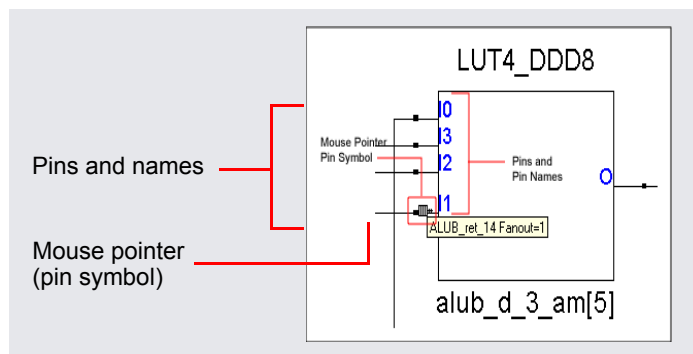 LUT4_DDD8
I0
I3
I2
I1
O
Mouse Pointer
Pin Symbol
Pins and
Pin Names
ALUB_ret_14 Fanout=1
alub_d_3_am[5]
Pins and names
Mouse pointer
(pin symbol)